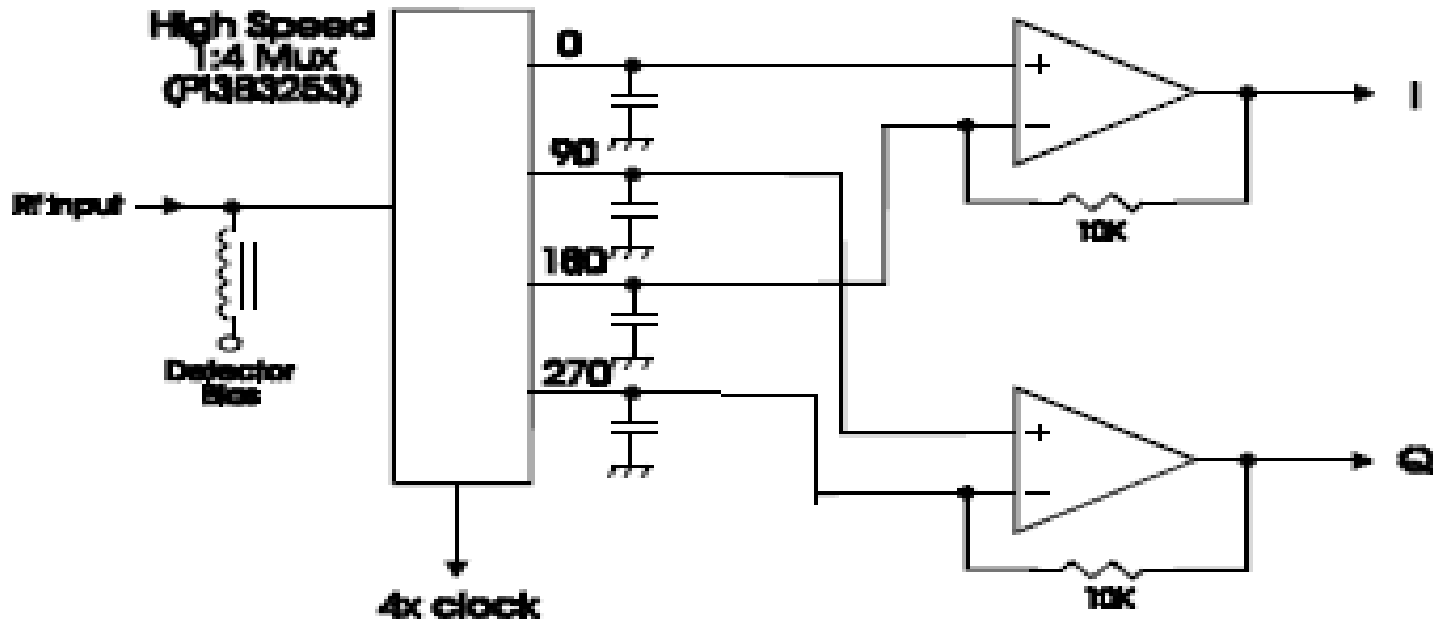 High Speed
1:4 Mux
(PI3B3253)
0
90
180
270
Rf Input
Detector
Bias
4x clock
+
−
10K
I
+
−
10K
Q